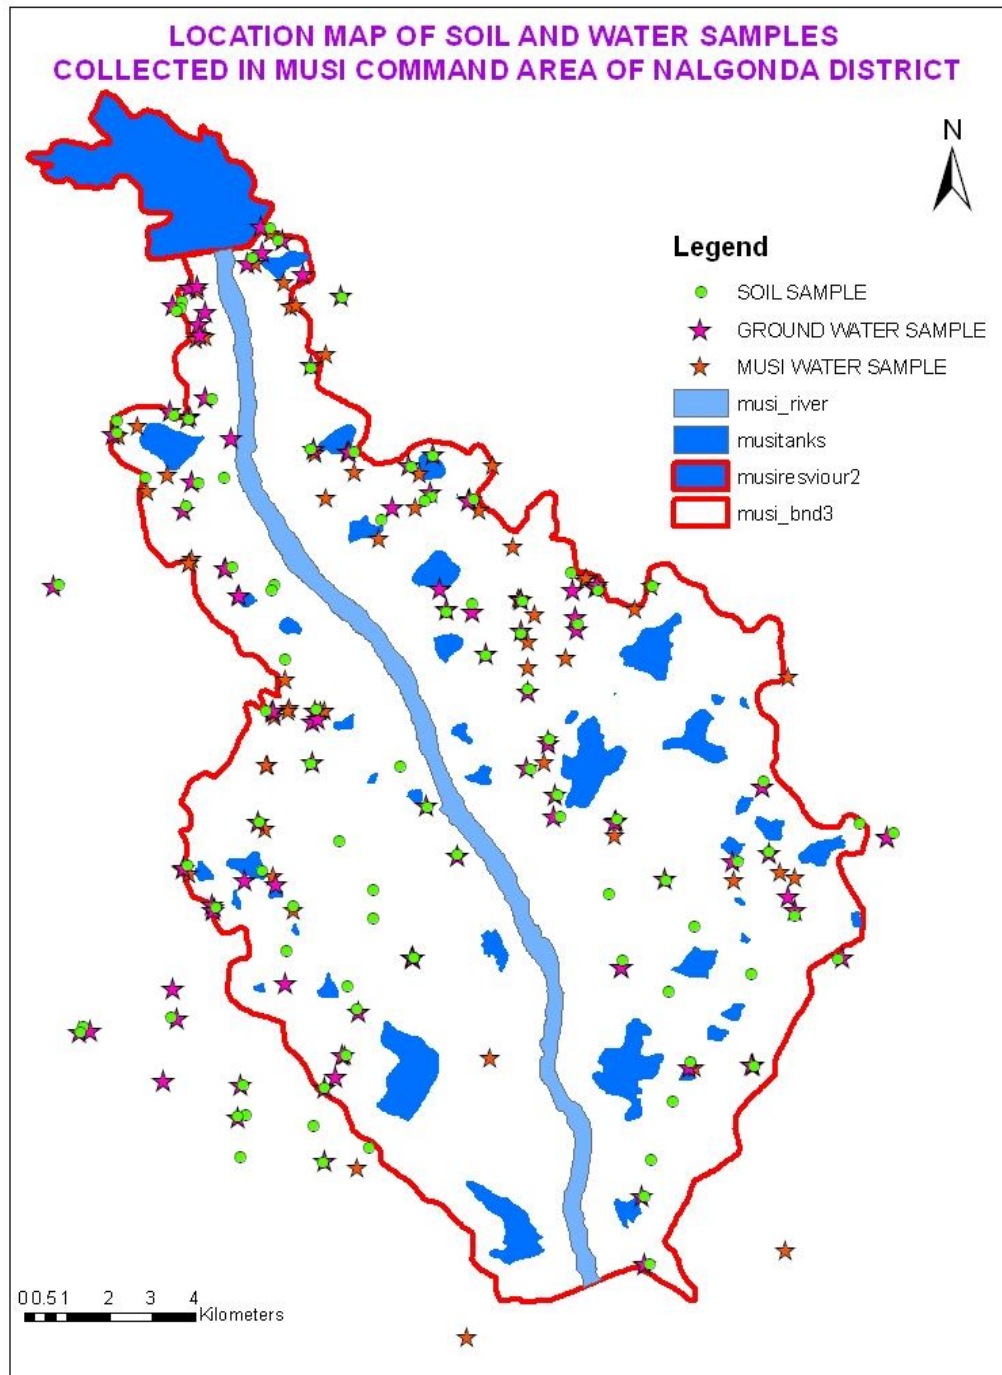 LOCATION MAP OF SOIL AND WATER SAMPLES
COLLECTED IN MUSI COMMAND AREA OF NALGONDA DISTRICT
N
Legend
SOIL SAMPLE
GROUND WATER SAMPLE
MUSI WATER SAMPLE
musi_river
musitanks
musiresviour2
musi_bnd3
0 0.5 1 2 3 4
Kilometers